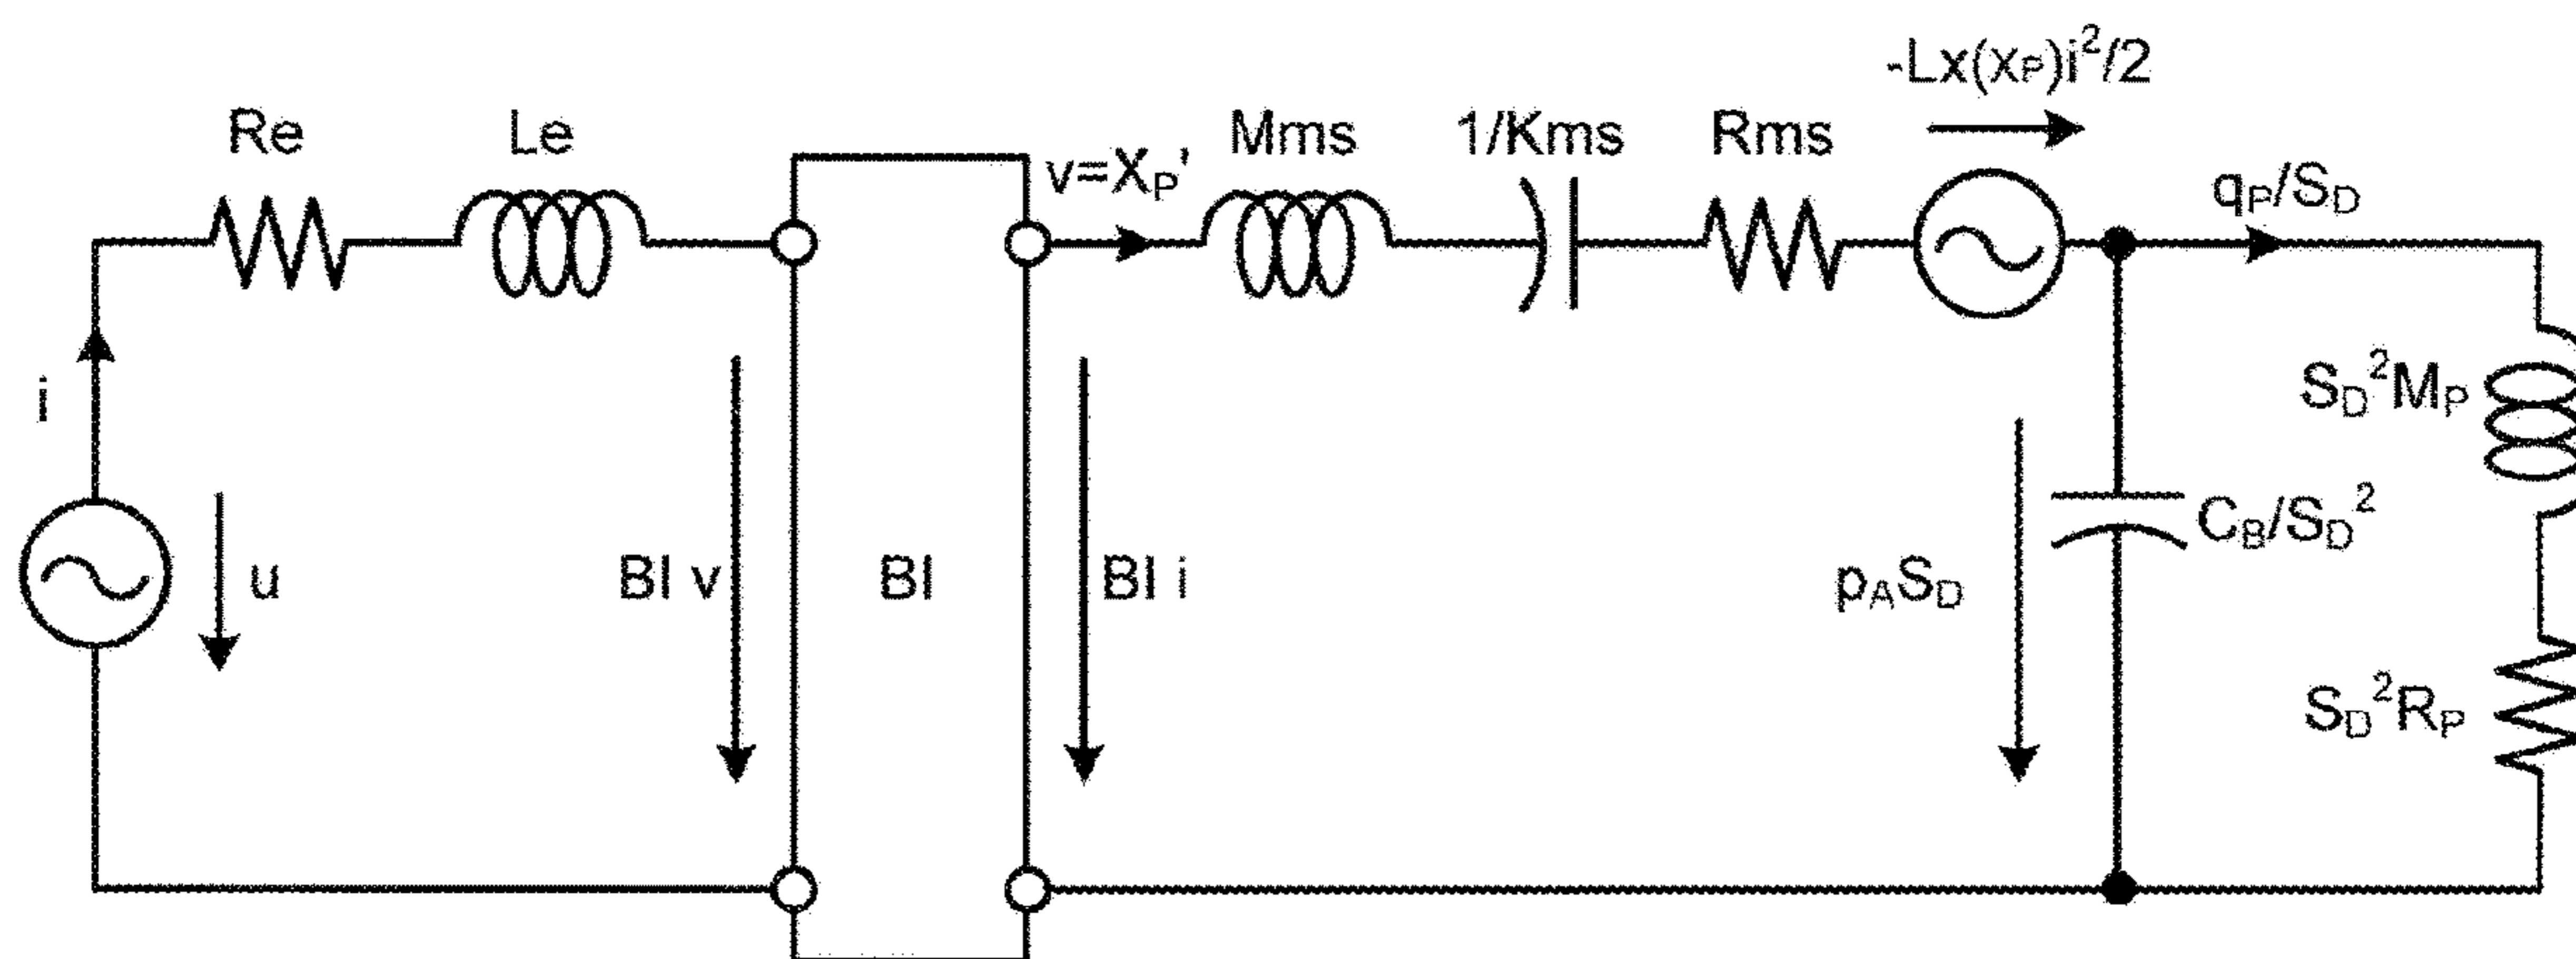 -Lx(xP)i²/2
Re
Le
v=XP'
Mms
1/Kms
Rms
qP/SD
i
u
Bl v
Bl
Bl i
pASD
CB/SD²
SD²MP
SD²RP